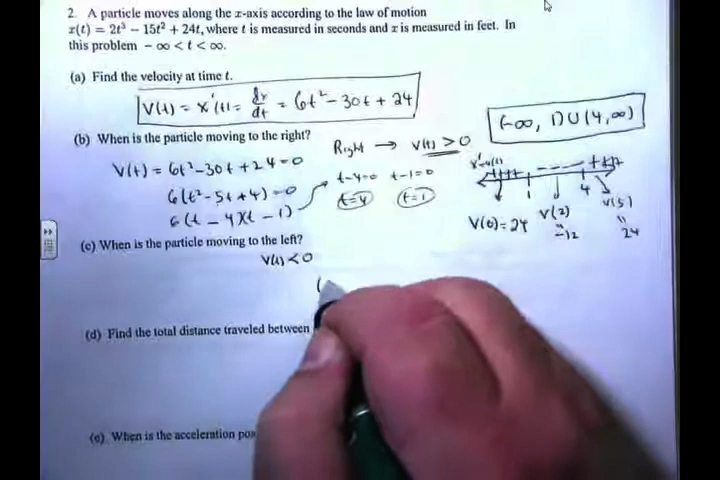 2. A particle moves along the x-axis according to the law of motion
x(t) = 2t³ − 15t² + 24t, where t is measured in seconds and x is measured in feet. In
this problem − ∞ < t < ∞.
(a) Find the velocity at time t.
V(t) = x'(t) = dx/dt = 6t² − 30t + 24
(b) When is the particle moving to the right?
Right → V(t) > 0
(−∞, 1) ∪ (4, ∞)
V(t) = 6t² − 30t + 24 = 0
6(t² − 5t + 4) = 0
6(t − 4)(t − 1)
t − 4 = 0 t − 1 = 0
t = 4 t = 1
x' = v(t)
++++ − − − − ++++
1 4
V(0) = 24 V(2) V(5)
= −12 = 24
(c) When is the particle moving to the left?
V(t) < 0
(
(d) Find the total distance traveled between
(e) When is the acceleration